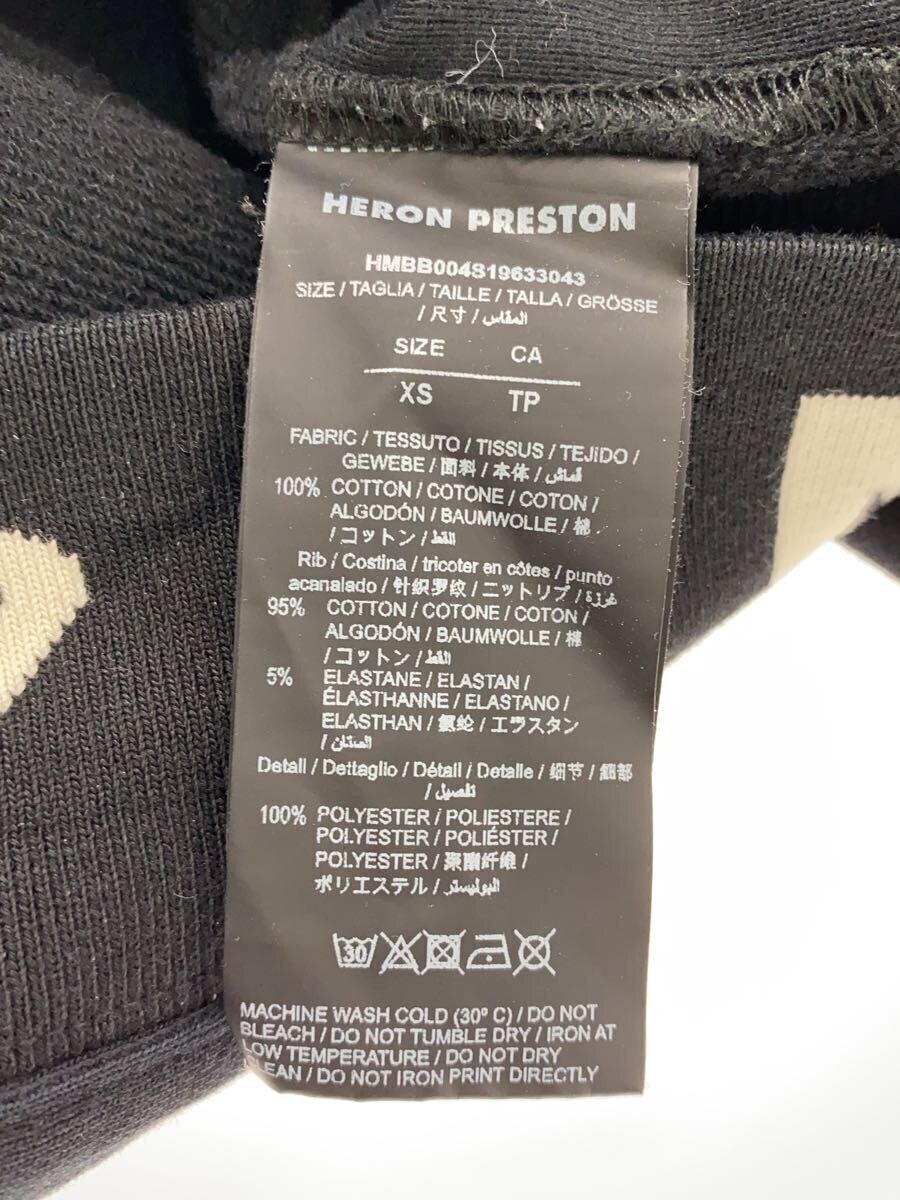 HERON PRESTON
HMBB004S19633043
SIZE / TAGLIA / TAILLE / TALLA / GRÖSSE
/ 尺寸 / المقاس
SIZE CA
XS TP
FABRIC / TESSUTO / TISSUS / TEJIDO /
GEWEBE / 面料 / 本体 / قماش
100% COTTON / COTONE / COTON /
ALGODÓN / BAUMWOLLE / 棉
/ コットン / القط
Rib / Costina / tricoter en côtes / punto
acanalado / 针织罗纹 / ニットリブ /
95% COTTON / COTONE / COTON /
ALGODÓN / BAUMWOLLE / 棉
/ コットン / القط
5% ELASTANE / ELASTAN /
ÉLASTHANNE / ELASTANO /
ELASTHAN / 氨纶 / エラスタン
/
Detail / Dettaglio / Détail / Detalle / 细节 / 細部
/ تفصيل
100% POLYESTER / POLIESTERE /
POLYESTER / POLIÉSTER /
POLYESTER / 聚酯纤维 /
ポリエステル / البوليستر
30
MACHINE WASH COLD (30º C) / DO NOT
BLEACH / DO NOT TUMBLE DRY / IRON AT
LOW TEMPERATURE / DO NOT DRY
CLEAN / DO NOT IRON PRINT DIRECTLY